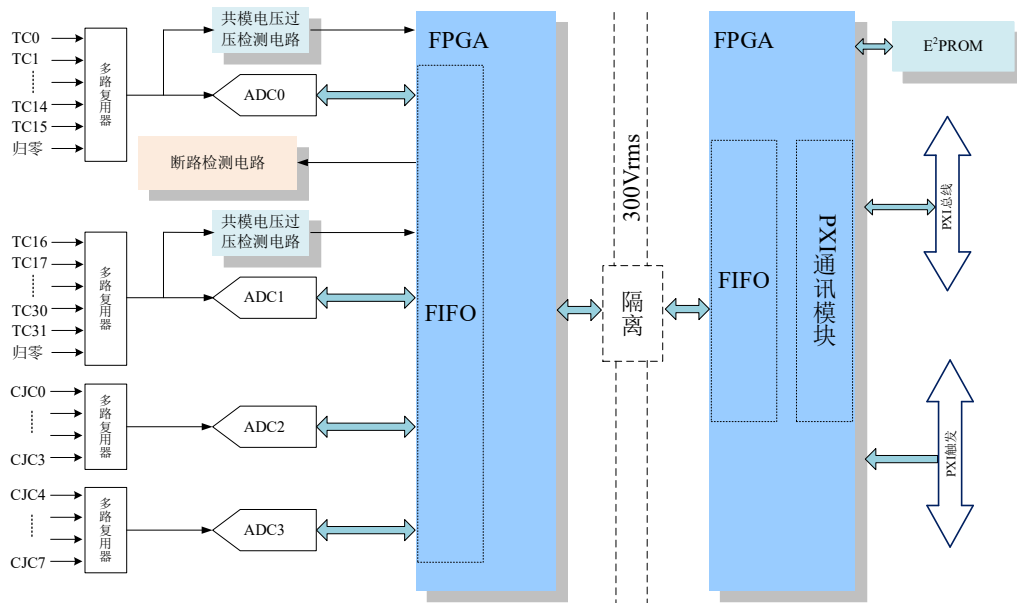 TC0
TC1
TC14
TC15
归零
多路复用器
共模电压过
压检测电路
ADC0
断路检测电路
TC16
TC17
TC30
TC31
归零
多路复用器
共模电压过
压检测电路
ADC1
CJC0
CJC3
多路复用器
ADC2
CJC4
CJC7
多路复用器
ADC3
FPGA
FIFO
300Vrms
隔离
FPGA
FIFO
PXI通讯模块
E²PROM
PXI总线
PXI触发